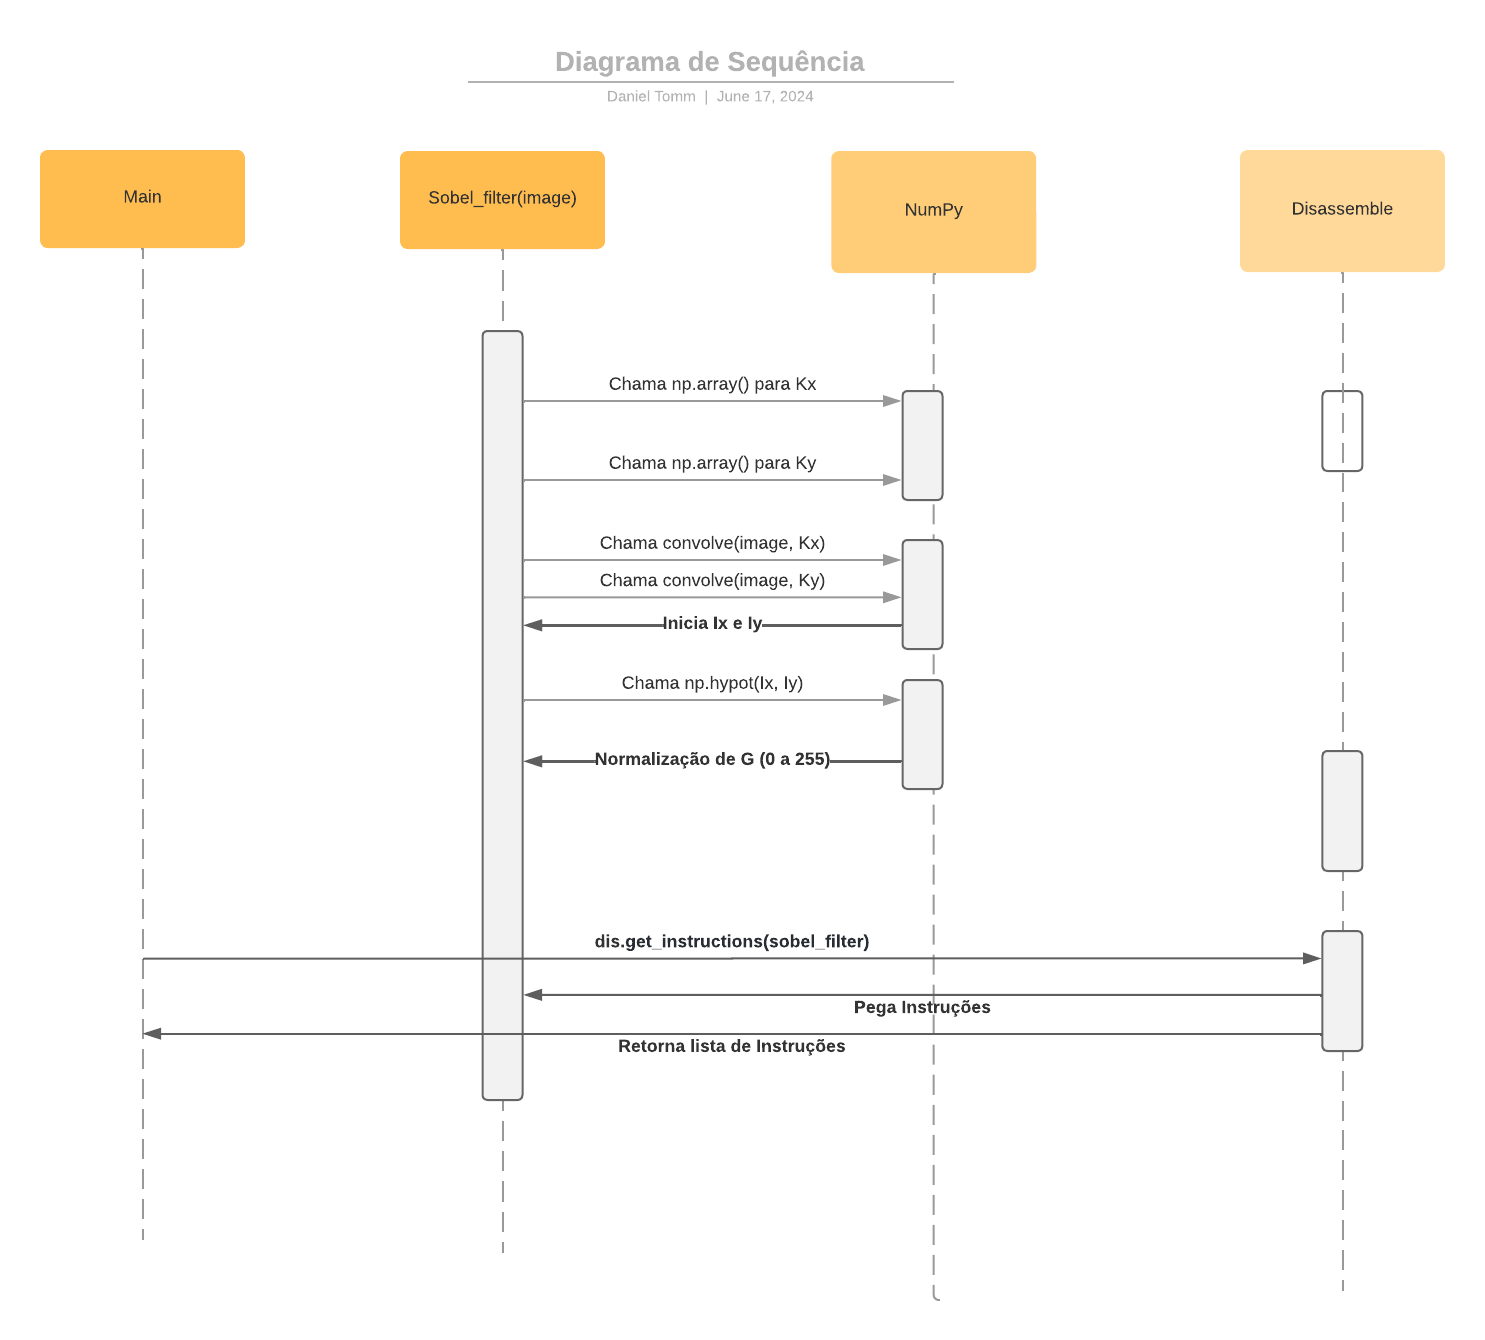 Diagrama de Sequência
Daniel Tomm | June 17, 2024
Main
Sobel_filter(image)
NumPy
Disassemble
Chama np.array() para Kx
Chama np.array() para Ky
Chama convolve(image, Kx)
Chama convolve(image, Ky)
Inicia Ix e Iy
Chama np.hypot(Ix, Iy)
Normalização de G (0 a 255)
dis.get_instructions(sobel_filter)
Pega Instruções
Retorna lista de Instruções